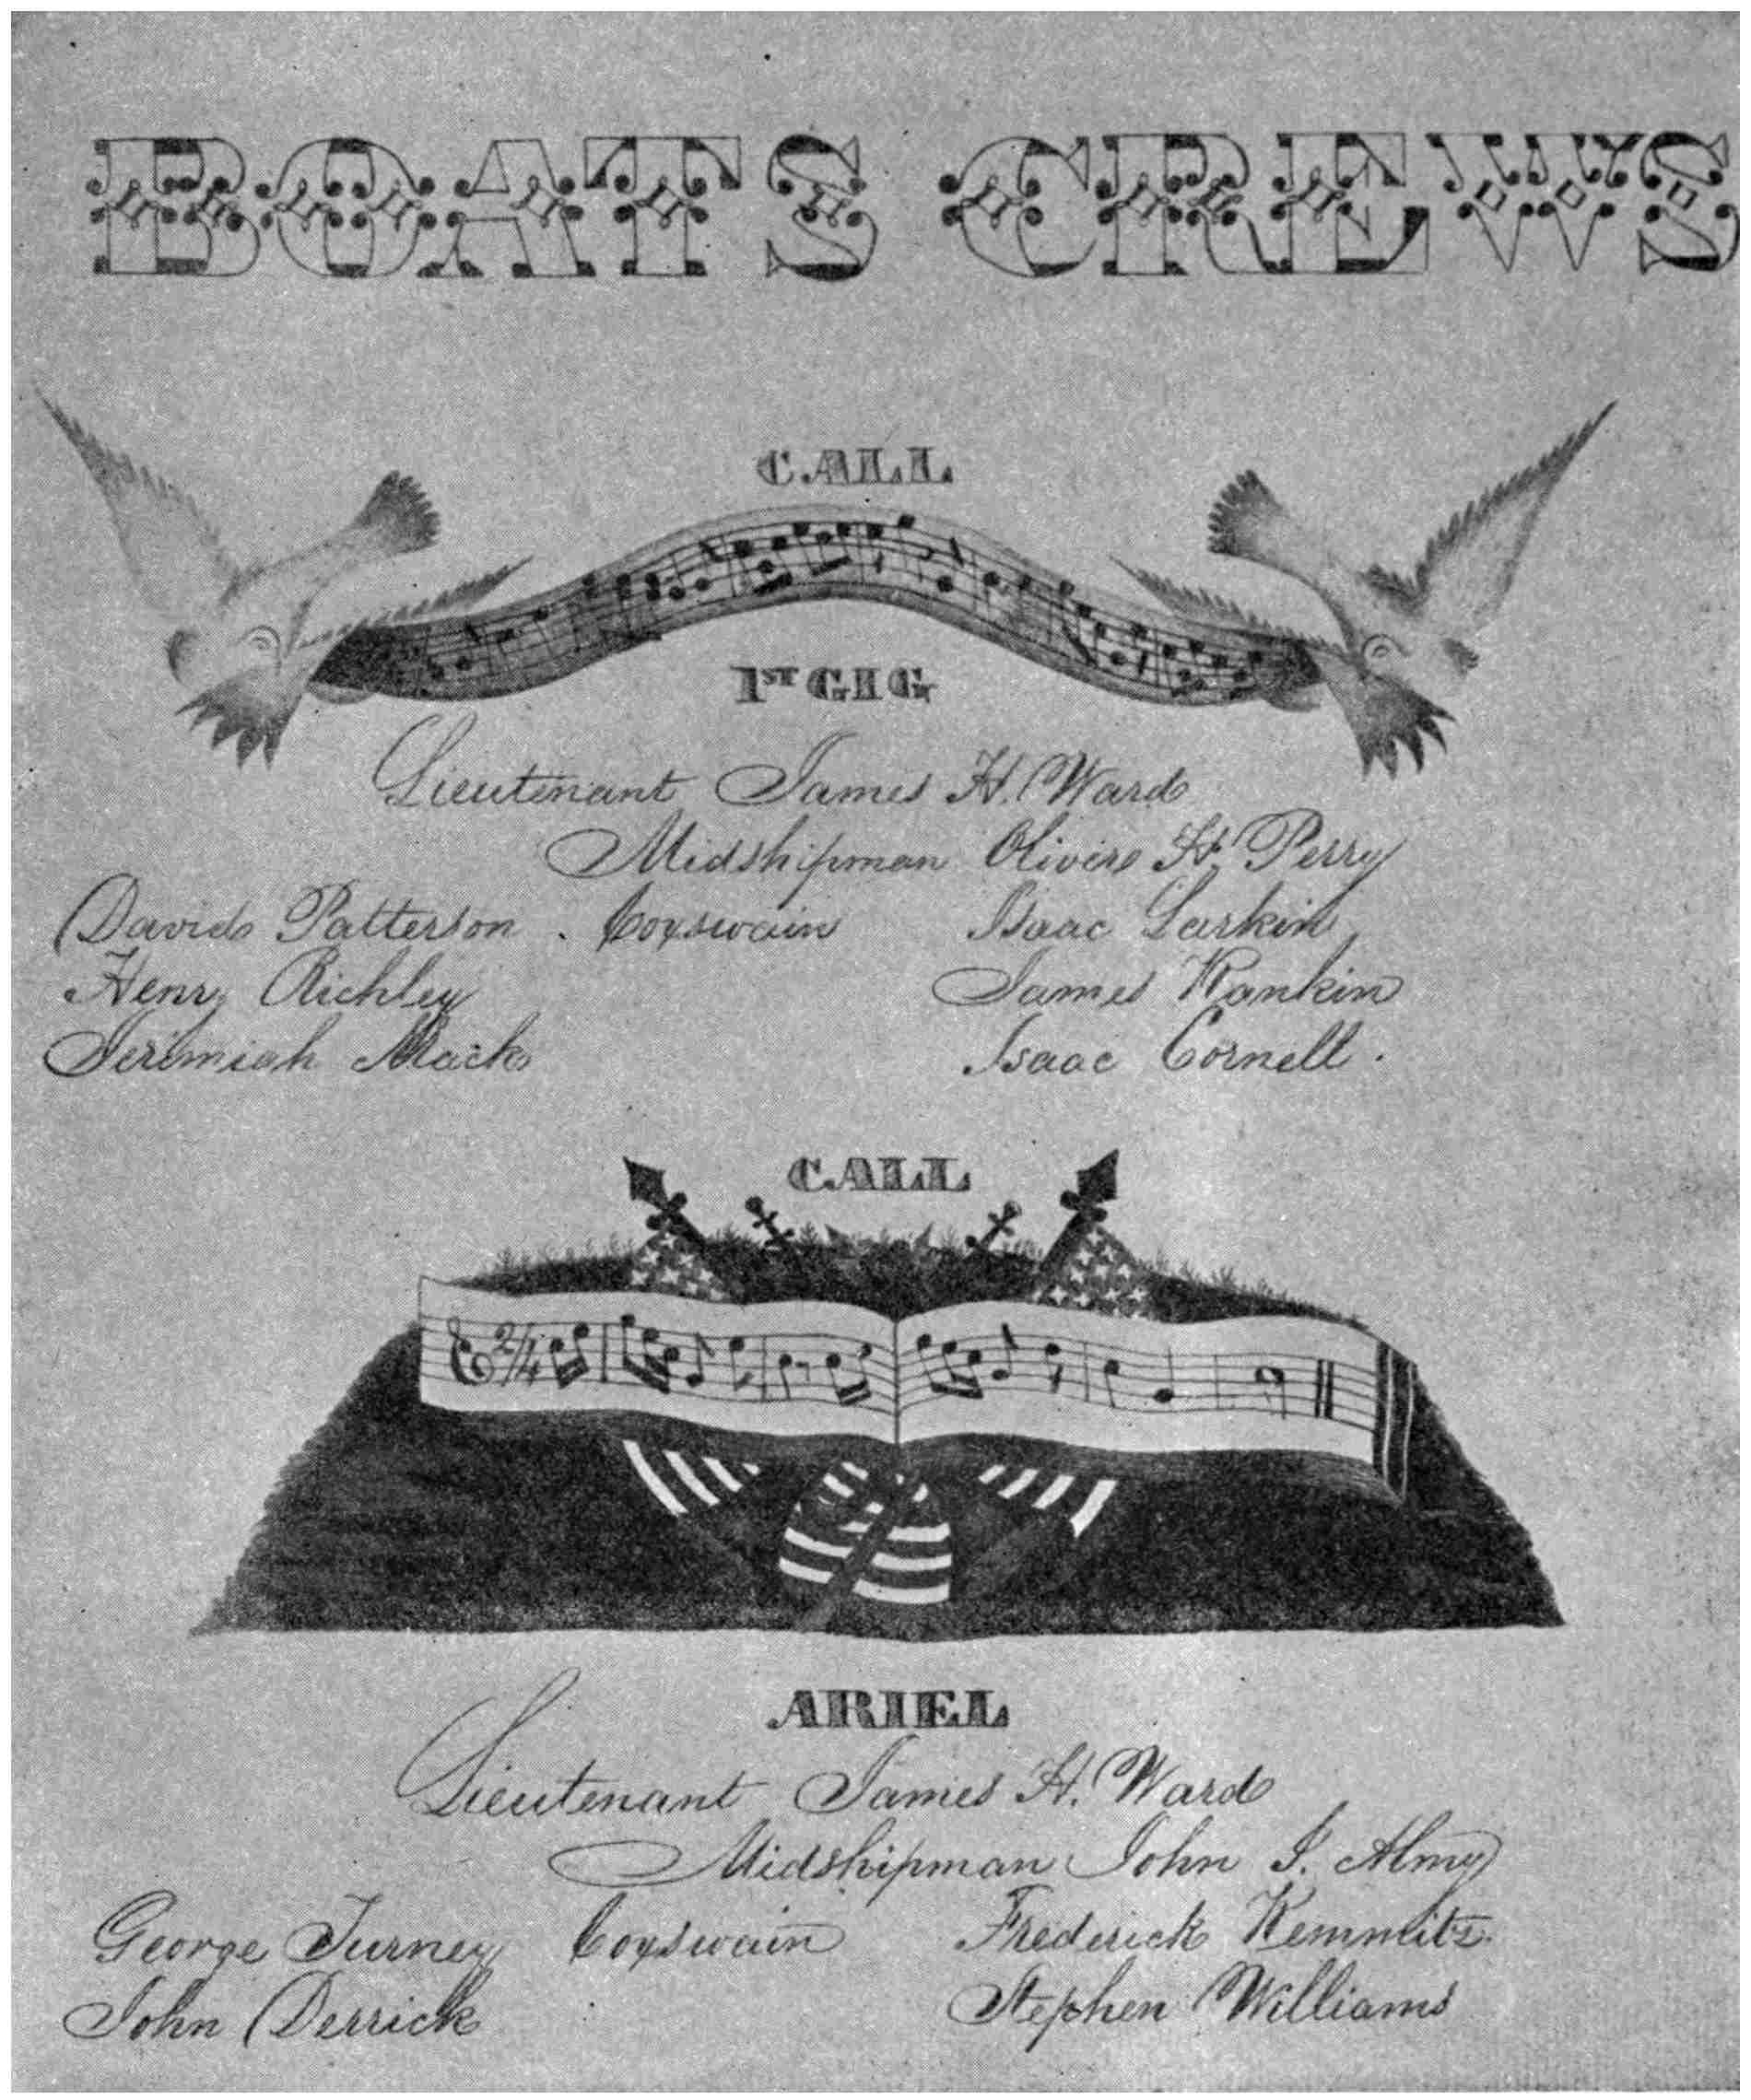 BOATS CREWS
CALL
1ST GIG
Lieutenant James H. Ward
Midshipman Oliver H. Perry
David Patterson . Coxswain Isaac Larkin
Henry Richley James Rankin
Jeremiah Mack Isaac Cornell .
CALL
2/4
ARIEL
Lieutenant James H. Ward
Midshipman John J. Almy
George Turney Coxswain Frederick
John Derrick Stephen Williams